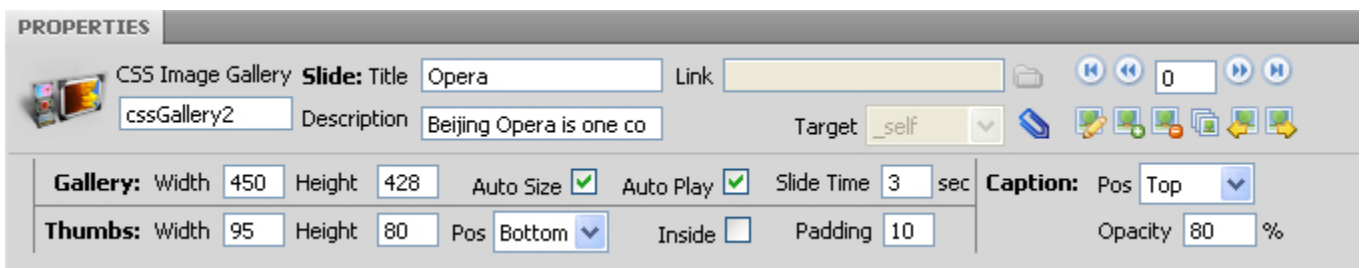 PROPERTIES
CSS Image Gallery Slide: Title Opera Link 0
cssGallery2 Description Beijing Opera is one co Target _self
Gallery: Width 450 Height 428 Auto Size Auto Play Slide Time 3 sec Caption: Pos Top
Thumbs: Width 95 Height 80 Pos Bottom Inside Padding 10 Opacity 80 %